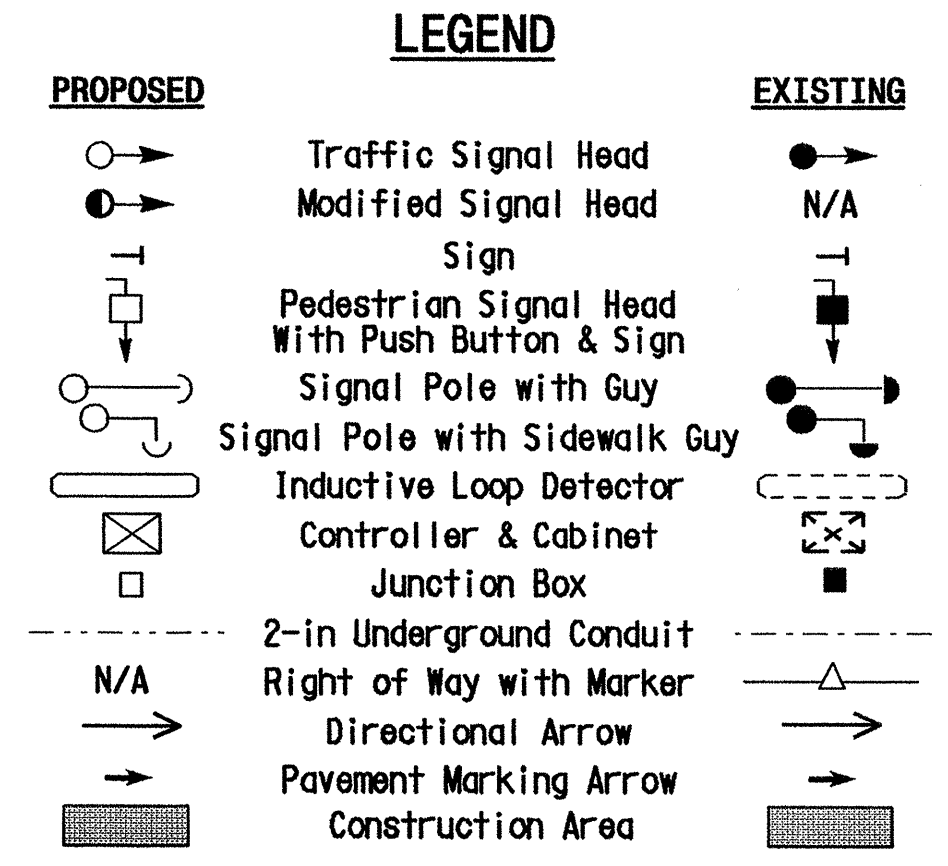 LEGEND
PROPOSED EXISTING
Traffic Signal Head
Modified Signal Head N/A
Sign
Pedestrian Signal Head
With Push Button & Sign
Signal Pole with Guy
Signal Pole with Sidewalk Guy
Inductive Loop Detector
Controller & Cabinet
Junction Box
2-in Underground Conduit
N/A Right of Way with Marker
Directional Arrow
Pavement Marking Arrow
Construction Area